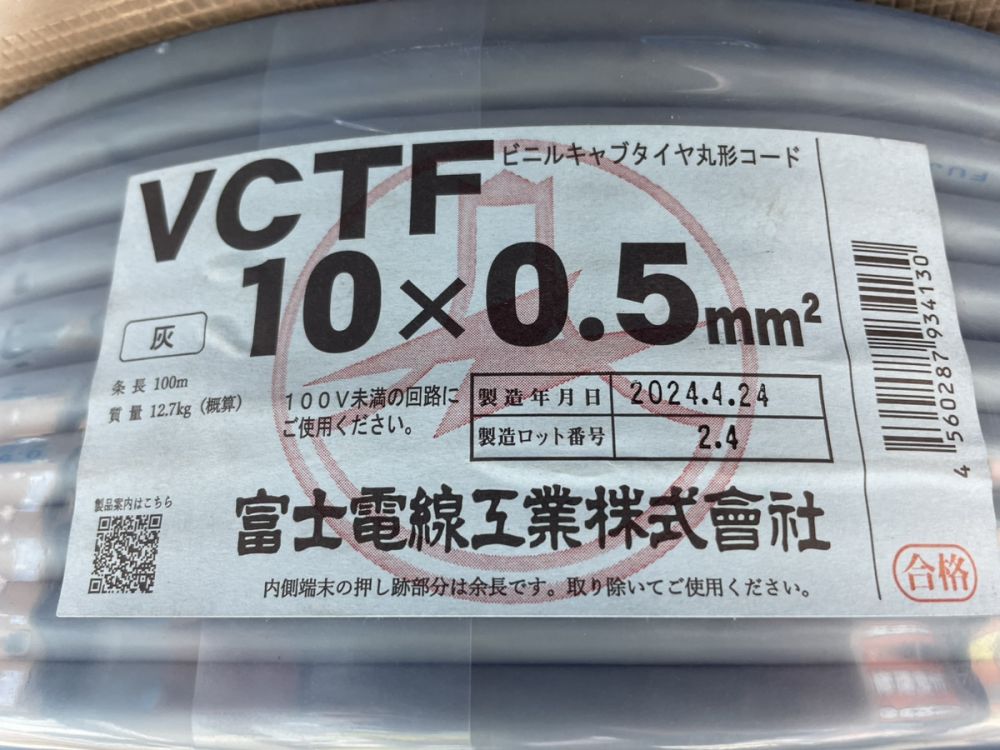 VCTF ビニルキャブタイヤ丸形コード
10×0.5mm²
灰
条長 100m
質量 12.7kg（概算）
100V未満の回路に
ご使用ください。
製造年月日 2024.4.24
製造ロット番号 2.4
製品案内はこちら
富士電線工業株式會社
内側端末の押し跡部分は余長です。取り除いてご使用ください。
4560287934130
合格